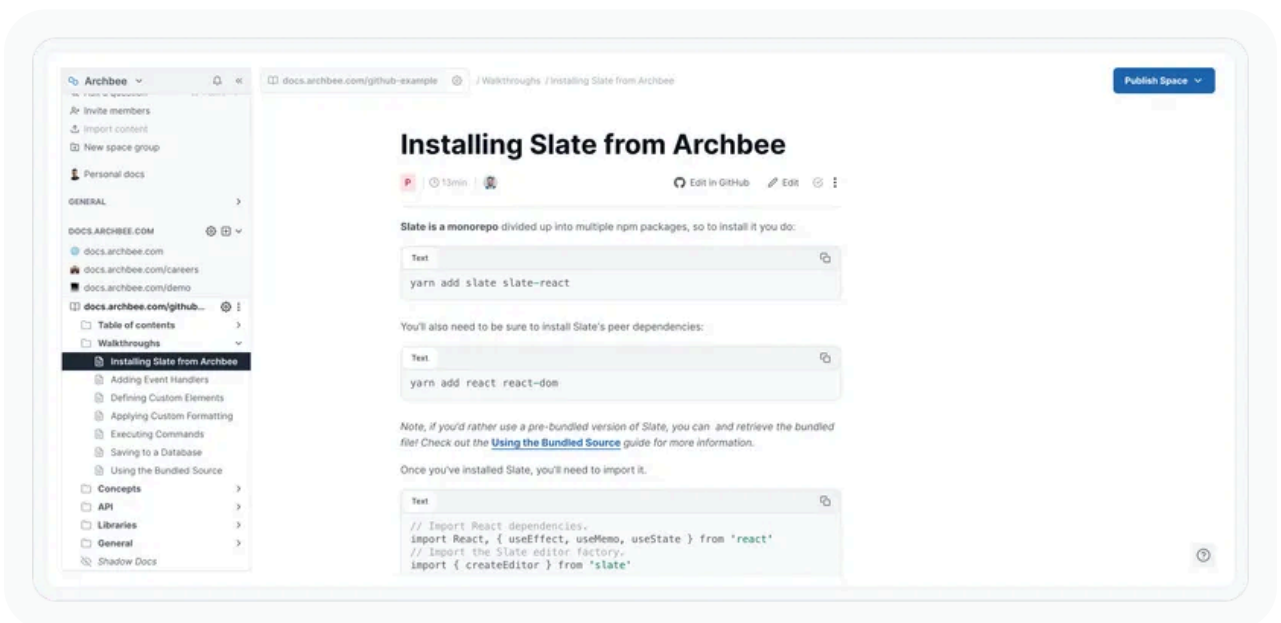 Archbee
docs.archbee.com/github-example / Walkthroughs / Installing Slate from Archbee
Publish Space
Invite members
Import content
New space group
Personal docs
GENERAL
DOCS.ARCHBEE.COM
docs.archbee.com
docs.archbee.com/careers
docs.archbee.com/demo
docs.archbee.com/github...
Table of contents
Walkthroughs
Installing Slate from Archbee
Adding Event Handlers
Defining Custom Elements
Applying Custom Formatting
Executing Commands
Saving to a Database
Using the Bundled Source
Concepts
API
Libraries
General
Shadow Docs
Installing Slate from Archbee
P 13min Edit in GitHub Edit
Slate is a monorepo divided up into multiple npm packages, so to install it you do:
Text
yarn add slate slate-react
You'll also need to be sure to install Slate's peer dependencies:
Text
yarn add react react-dom
Note, if you'd rather use a pre-bundled version of Slate, you can and retrieve the bundled
file! Check out the Using the Bundled Source guide for more information.
Once you've installed Slate, you'll need to import it.
Text
// Import React dependencies.
import React, { useEffect, useMemo, useState } from 'react'
// Import the Slate editor factory.
import { createEditor } from 'slate'